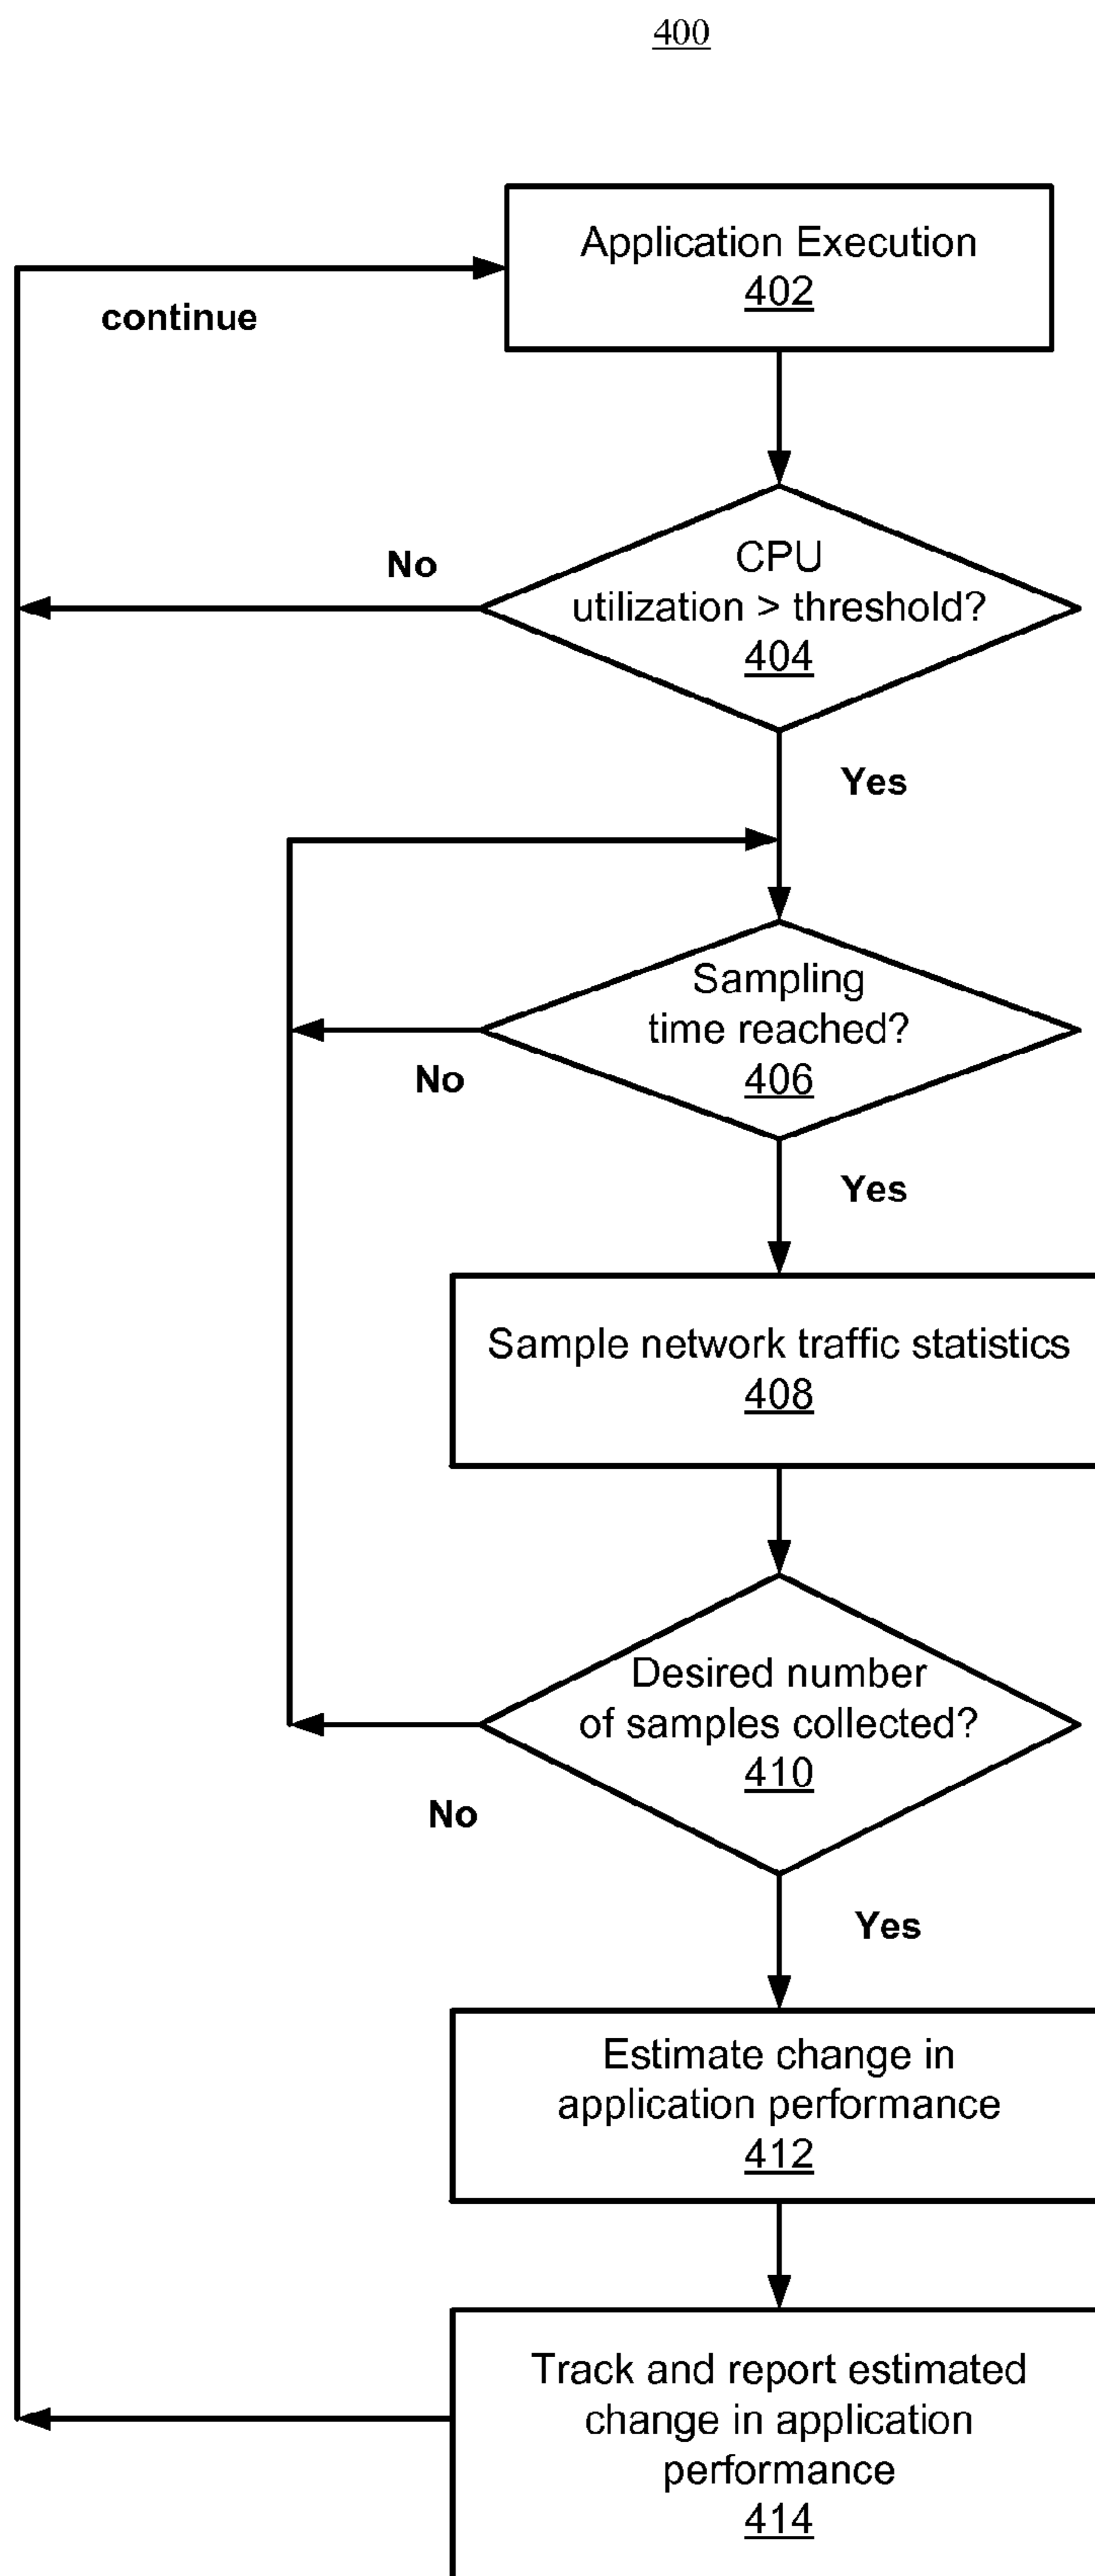 400
Application Execution
402
continue
No
CPU
utilization > threshold?
404
Yes
Sampling
time reached?
406
No
Yes
Sample network traffic statistics
408
Desired number
of samples collected?
410
No
Yes
Estimate change in
application performance
412
Track and report estimated
change in application
performance
414